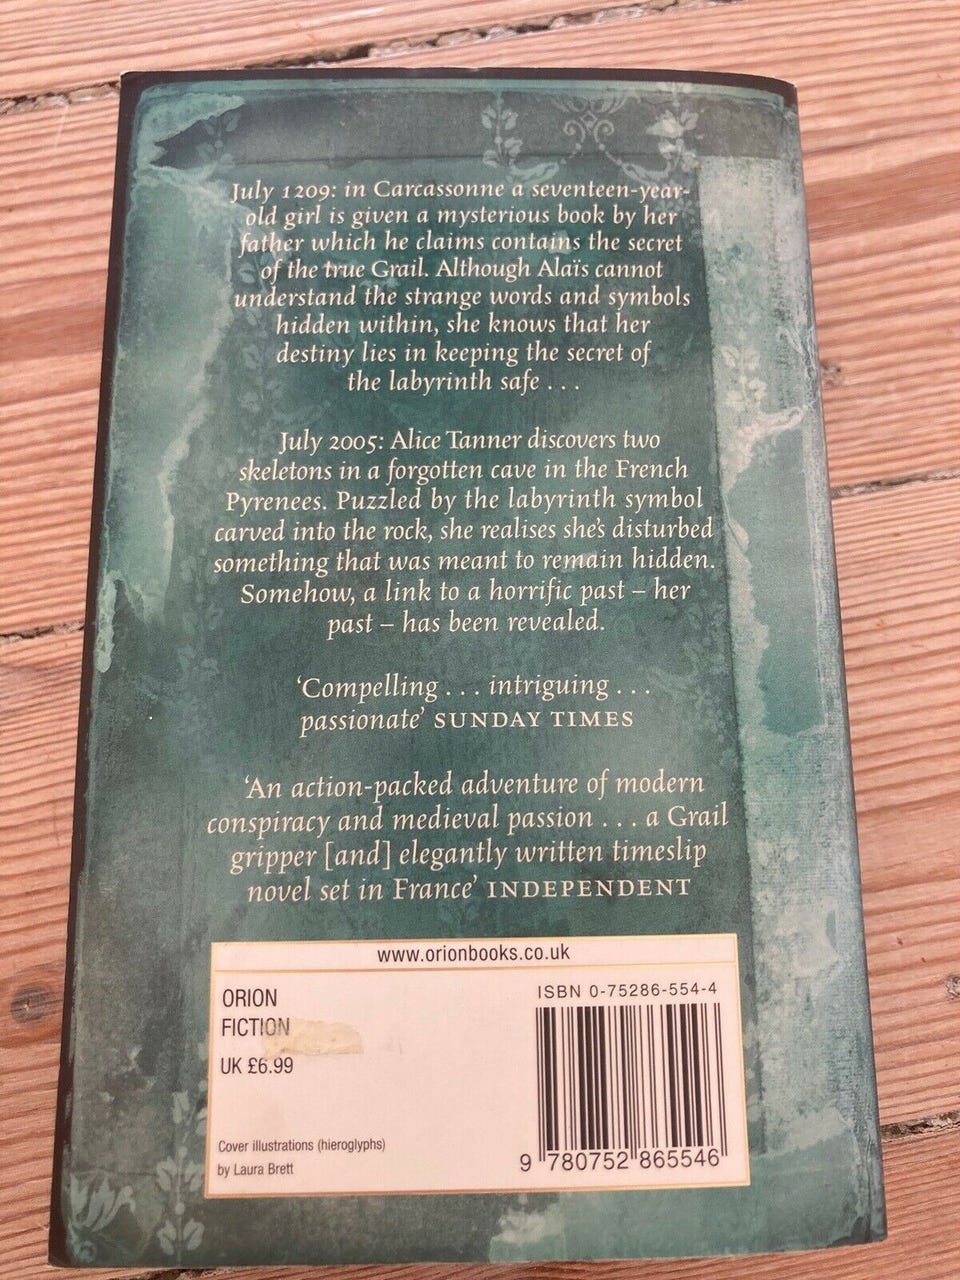 July 1209: in Carcassonne a seventeen-year-
old girl is given a mysterious book by her
father which he claims contains the secret
of the true Grail. Although Alaïs cannot
understand the strange words and symbols
hidden within, she knows that her
destiny lies in keeping the secret of
the labyrinth safe . . .
July 2005: Alice Tanner discovers two
skeletons in a forgotten cave in the French
Pyrenees. Puzzled by the labyrinth symbol
carved into the rock, she realises she's disturbed
something that was meant to remain hidden.
Somehow, a link to a horrific past – her
past – has been revealed.
'Compelling . . . intriguing . . .
passionate' SUNDAY TIMES
'An action-packed adventure of modern
conspiracy and medieval passion . . . a Grail
gripper [and] elegantly written timeslip
novel set in France' INDEPENDENT
www.orionbooks.co.uk
ORION
FICTION
UK £6.99
Cover illustrations (hieroglyphs)
by Laura Brett
ISBN 0-75286-554-4
9 780752 865546